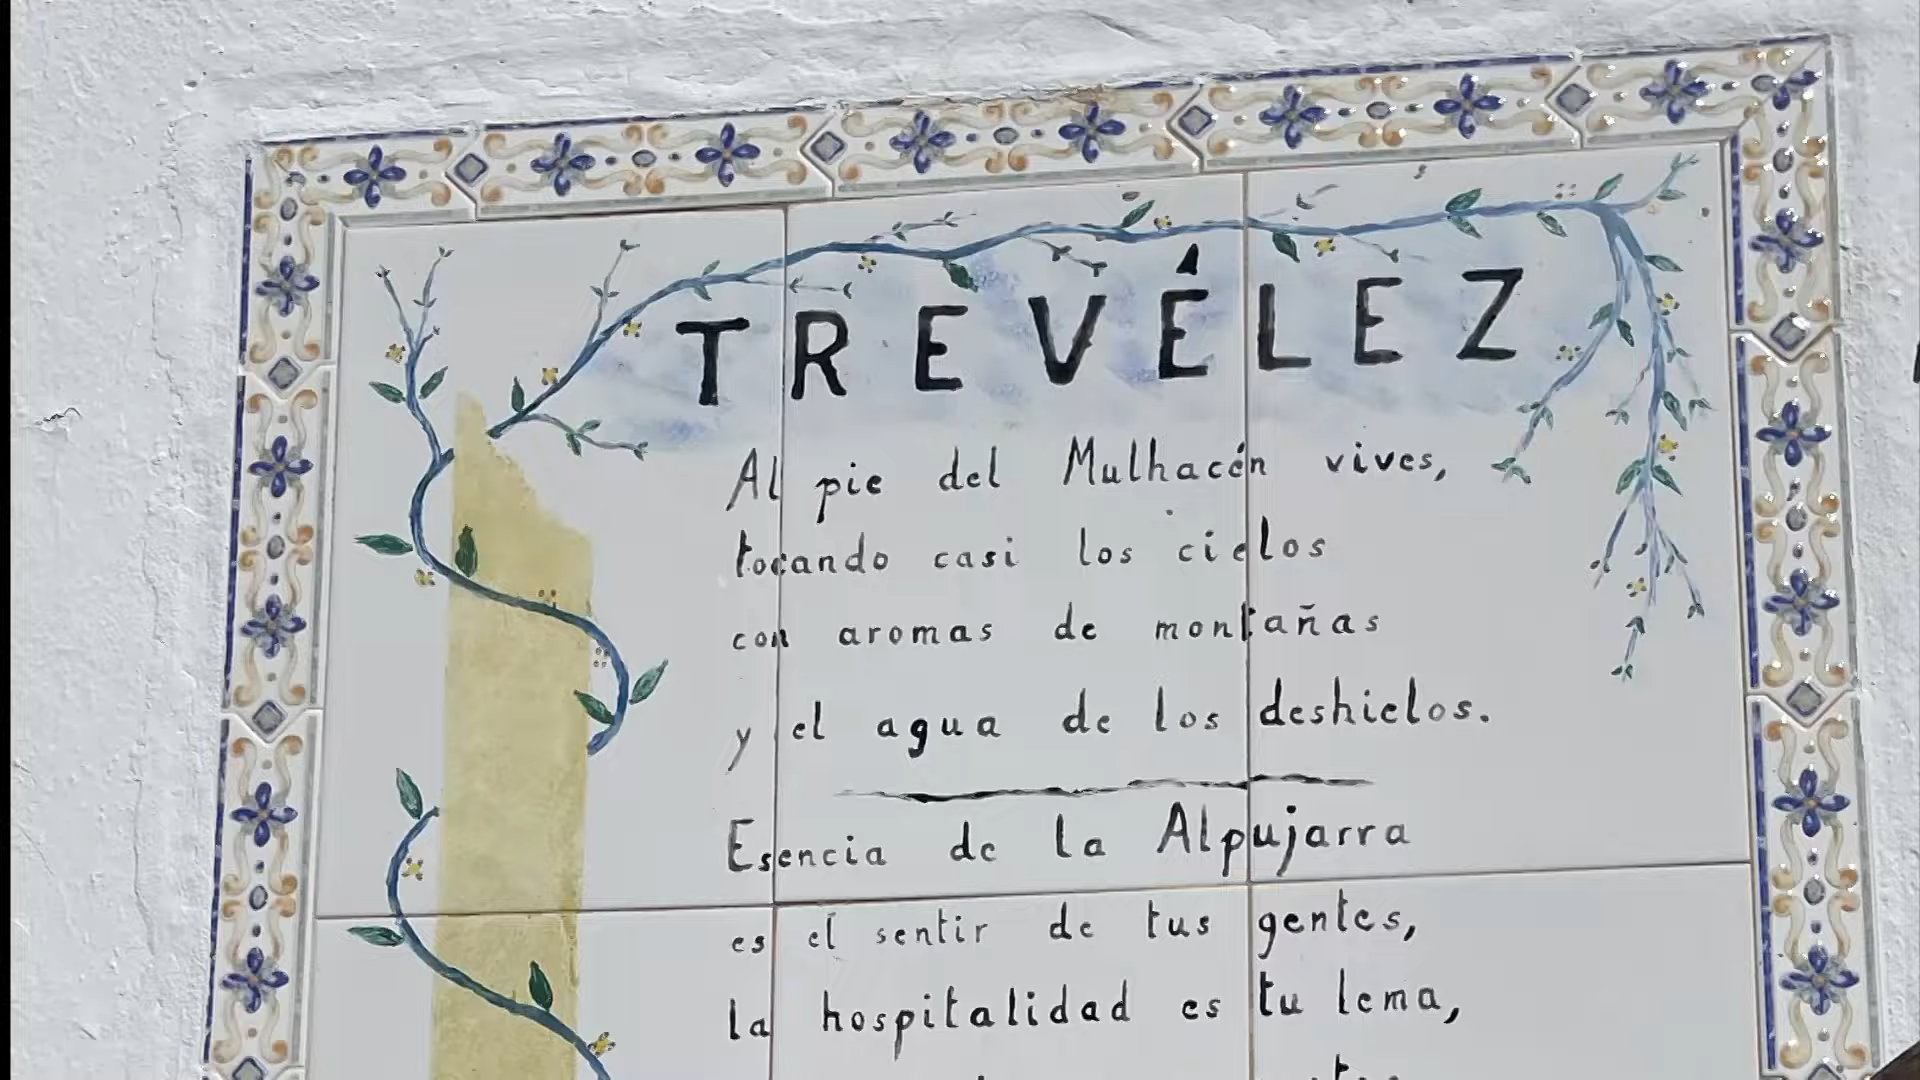 TREVÉLEZ
Al pie del Mulhacén vives,
tocando casi los cielos
con aromas de montañas
y el agua de los deshielos.
Esencia de la Alpujarra
es el sentir de tus gentes,
la hospitalidad es tu lema,